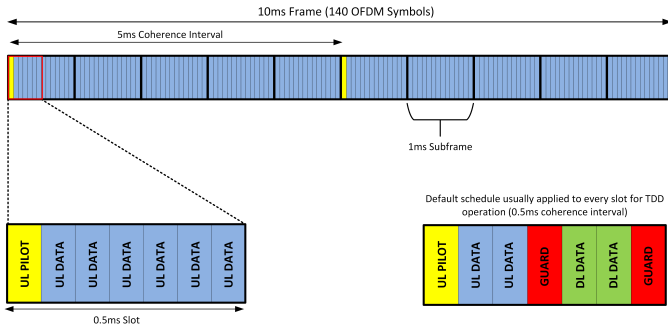 10ms Frame (140 OFDM Symbols)
5ms Coherence Interval
1ms Subframe
Default schedule usually applied to every slot for TDD
operation (0.5ms coherence interval)
UL PILOT
UL DATA
UL DATA
UL DATA
UL DATA
UL DATA
UL DATA
0.5ms Slot
UL PILOT
UL DATA
UL DATA
GUARD
DL DATA
DL DATA
GUARD